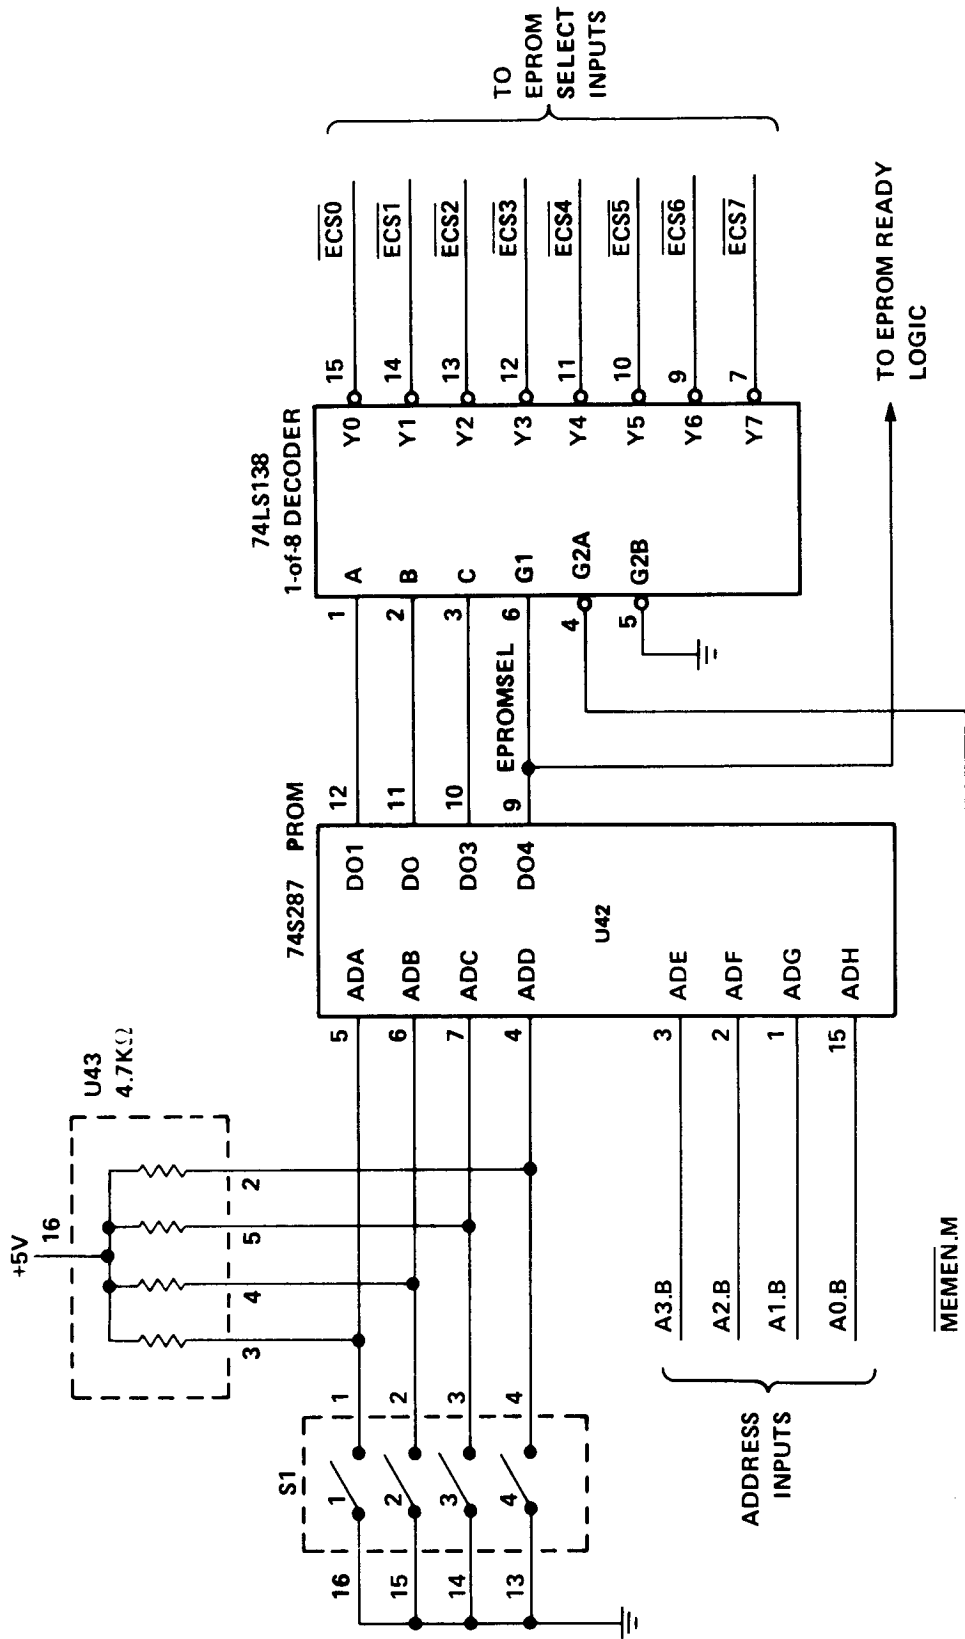 +5V
16
U43
4.7KΩ
3
4
5
2
S1
1
2
3
4
16
15
14
13
1
2
3
4
74S287 PROM
5
6
7
4
ADA
ADB
ADC
ADD
DO1
DO
DO3
DO4
12
11
10
9
U42
ADE
ADF
ADG
ADH
3
2
1
15
A3.B
A2.B
A1.B
A0.B
ADDRESS
INPUTS
MEMEN.M
EPROMSEL
74LS138
1-of-8 DECODER
1
2
3
6
4
5
A
B
C
G1
G2A
G2B
Y0
Y1
Y2
Y3
Y4
Y5
Y6
Y7
15
14
13
12
11
10
9
7
ECS0
ECS1
ECS2
ECS3
ECS4
ECS5
ECS6
ECS7
TO
EPROM
SELECT
INPUTS
TO EPROM READY
LOGIC